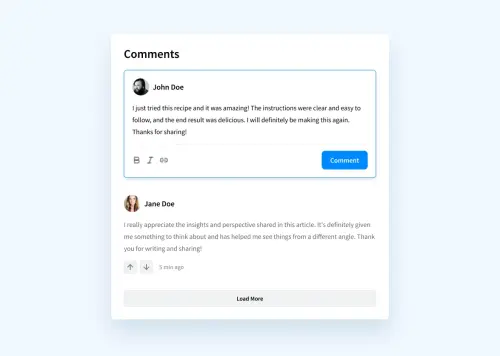 Comments
John Doe
I just tried this recipe and it was amazing! The instructions were clear and easy to
follow, and the end result was delicious. I will definitely be making this again.
Thanks for sharing!
B I
Comment
Jane Doe
I really appreciate the insights and perspective shared in this article. It's definitely given
me something to think about and has helped me see things from a different angle. Thank
you for writing and sharing!
5 min ago
Load More